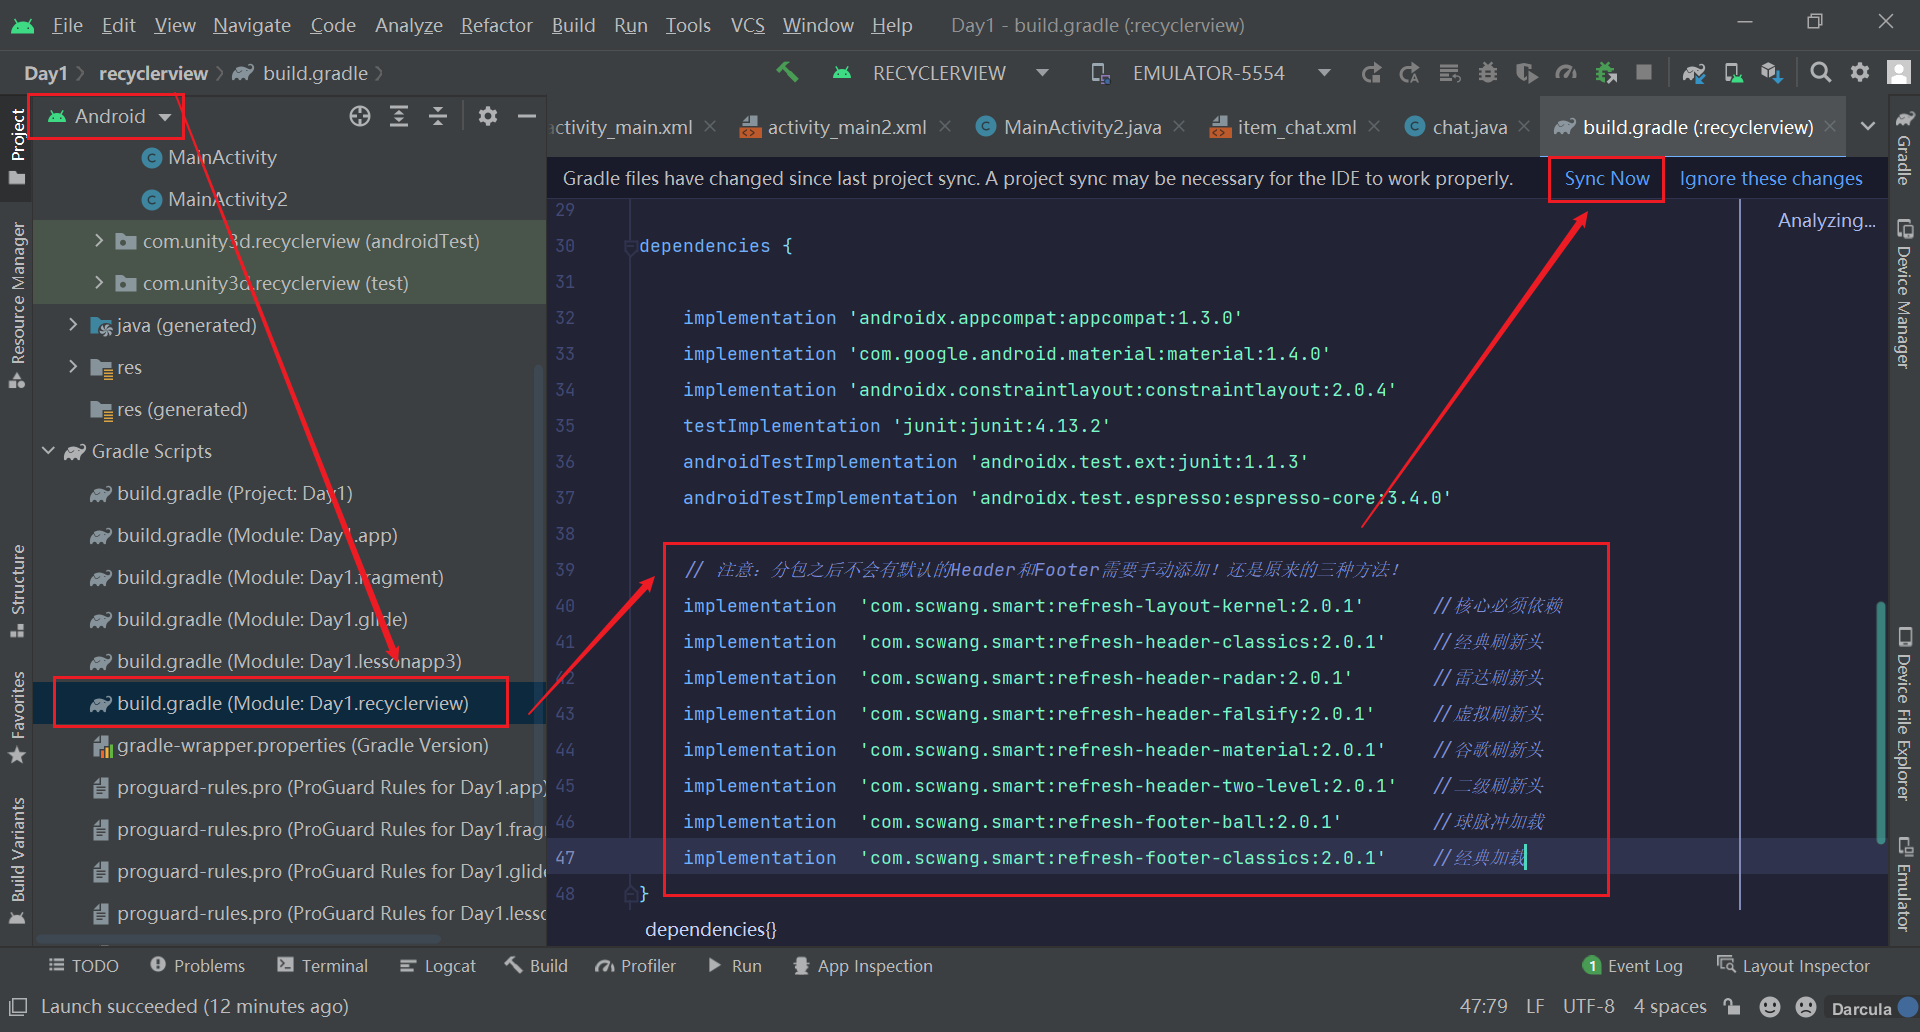 File Edit View Navigate Code Analyze Refactor Build Run Tools VCS Window Help Day1 - build.gradle (:recyclerview)
Day1 recyclerview build.gradle RECYCLERVIEW EMULATOR-5554
Project
Resource Manager
Structure
Favorites
Build Variants
Android
MainActivity
MainActivity2
com.unity3d.recyclerview (androidTest)
com.unity3d.recyclerview (test)
java (generated)
res
res (generated)
Gradle Scripts
build.gradle (Project: Day1)
build.gradle (Module: Day1.app)
build.gradle (Module: Day1.fragment)
build.gradle (Module: Day1.glide)
build.gradle (Module: Day1.lessonapp3)
build.gradle (Module: Day1.recyclerview)
gradle-wrapper.properties (Gradle Version)
proguard-rules.pro (ProGuard Rules for Day1.app)
proguard-rules.pro (ProGuard Rules for Day1.frag
proguard-rules.pro (ProGuard Rules for Day1.glide
proguard-rules.pro (ProGuard Rules for Day1.lesso
activity_main.xml activity_main2.xml MainActivity2.java item_chat.xml chat.java build.gradle (:recyclerview)
Gradle files have changed since last project sync. A project sync may be necessary for the IDE to work properly. Sync Now Ignore these changes
Analyzing...
29
30 dependencies {
31
32 implementation 'androidx.appcompat:appcompat:1.3.0'
33 implementation 'com.google.android.material:material:1.4.0'
34 implementation 'androidx.constraintlayout:constraintlayout:2.0.4'
35 testImplementation 'junit:junit:4.13.2'
36 androidTestImplementation 'androidx.test.ext:junit:1.1.3'
37 androidTestImplementation 'androidx.test.espresso:espresso-core:3.4.0'
38
39 // 注意：分包之后不会有默认的Header和Footer需要手动添加！还是原来的三种方法！
40 implementation 'com.scwang.smart:refresh-layout-kernel:2.0.1' //核心必须依赖
41 implementation 'com.scwang.smart:refresh-header-classics:2.0.1' //经典刷新头
42 implementation 'com.scwang.smart:refresh-header-radar:2.0.1' //雷达刷新头
43 implementation 'com.scwang.smart:refresh-header-falsify:2.0.1' //虚拟刷新头
44 implementation 'com.scwang.smart:refresh-header-material:2.0.1' //谷歌刷新头
45 implementation 'com.scwang.smart:refresh-header-two-level:2.0.1' //二级刷新头
46 implementation 'com.scwang.smart:refresh-footer-ball:2.0.1' //球脉冲加载
47 implementation 'com.scwang.smart:refresh-footer-classics:2.0.1' //经典加载
48 }
dependencies{}
Gradle
Device Manager
Device File Explorer
Emulator
TODO Problems Terminal Logcat Build Profiler Run App Inspection 1 Event Log Layout Inspector
Launch succeeded (12 minutes ago) 47:79 LF UTF-8 4 spaces Darcula